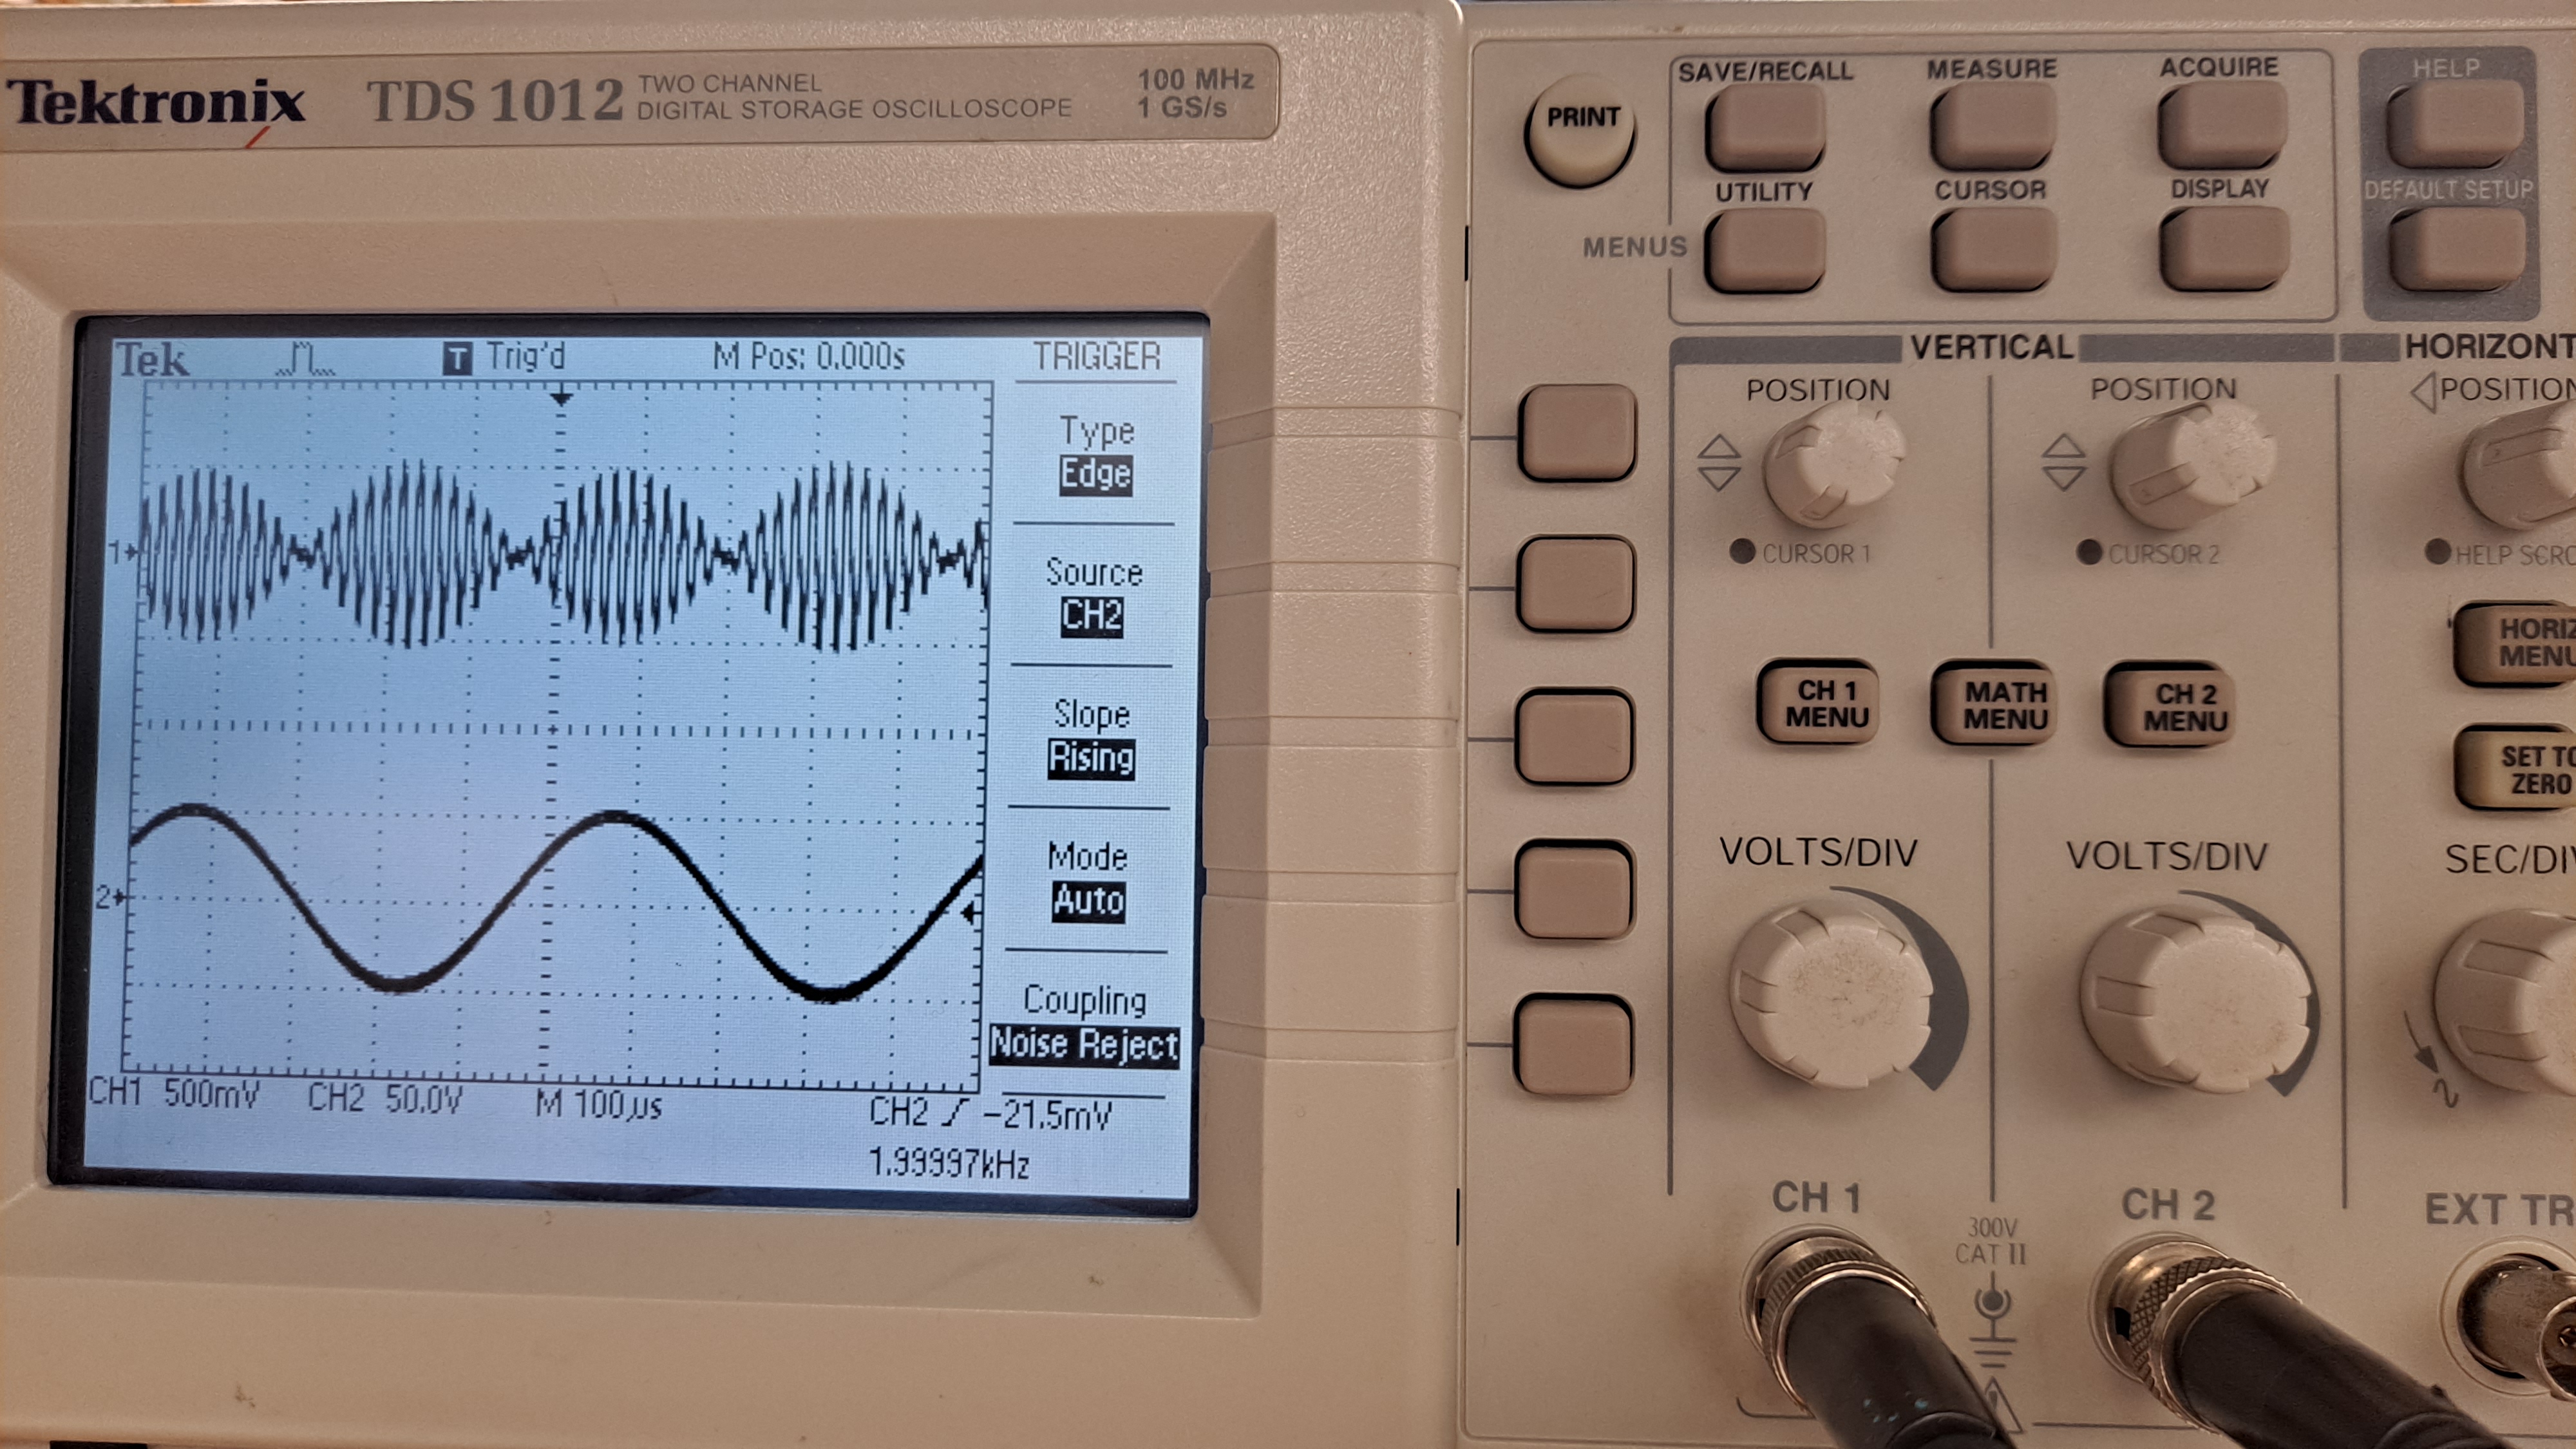 Tektronix TDS 1012 TWO CHANNEL DIGITAL STORAGE OSCILLOSCOPE 100 MHz 1 GS/s
Tek T Trig'd M Pos: 0.000s TRIGGER
Type
Edge
Source
CH2
Slope
Rising
Mode
Auto
Coupling
Noise Reject
1
2
CH1 500mV CH2 50.0V M 100µs CH2 -21.5mV
1.99997kHz
PRINT
SAVE/RECALL MEASURE ACQUIRE HELP
UTILITY CURSOR DISPLAY DEFAULT SETUP
MENUS
VERTICAL HORIZONT
POSITION POSITION POSITION
CURSOR 1 CURSOR 2 HELP SCRO
CH 1 MENU MATH MENU CH 2 MENU HORIZ MENU
SET TO ZERO
VOLTS/DIV VOLTS/DIV SEC/DIV
CH 1 CH 2 EXT TR
300V
CAT II